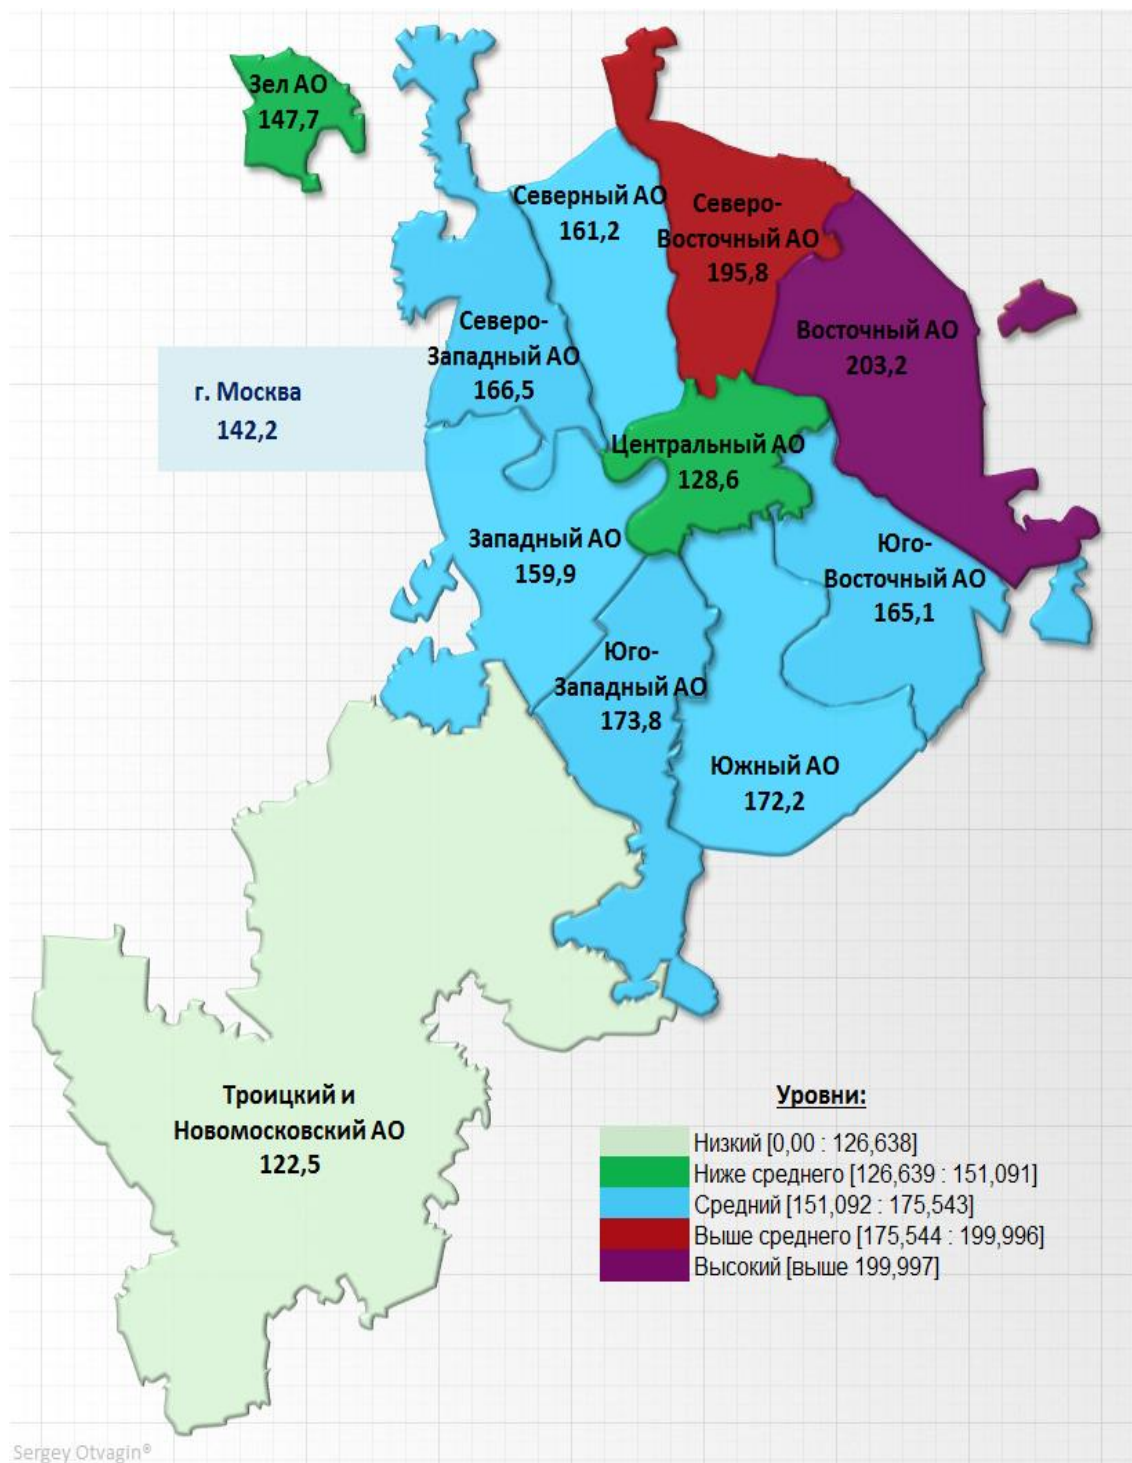 Зел АО
147,7
Северный АО
161,2
Северо-
Восточный АО
195,8
Северо-
Западный АО
166,5
Восточный АО
203,2
г. Москва
142,2
Центральный АО
128,6
Западный АО
159,9
Юго-
Восточный АО
165,1
Юго-
Западный АО
173,8
Южный АО
172,2
Троицкий и
Новомосковский АО
122,5
Уровни:
Низкий [0,00 : 126,638]
Ниже среднего [126,639 : 151,091]
Средний [151,092 : 175,543]
Выше среднего [175,544 : 199,996]
Высокий [выше 199,997]
Sergey Otvagin®